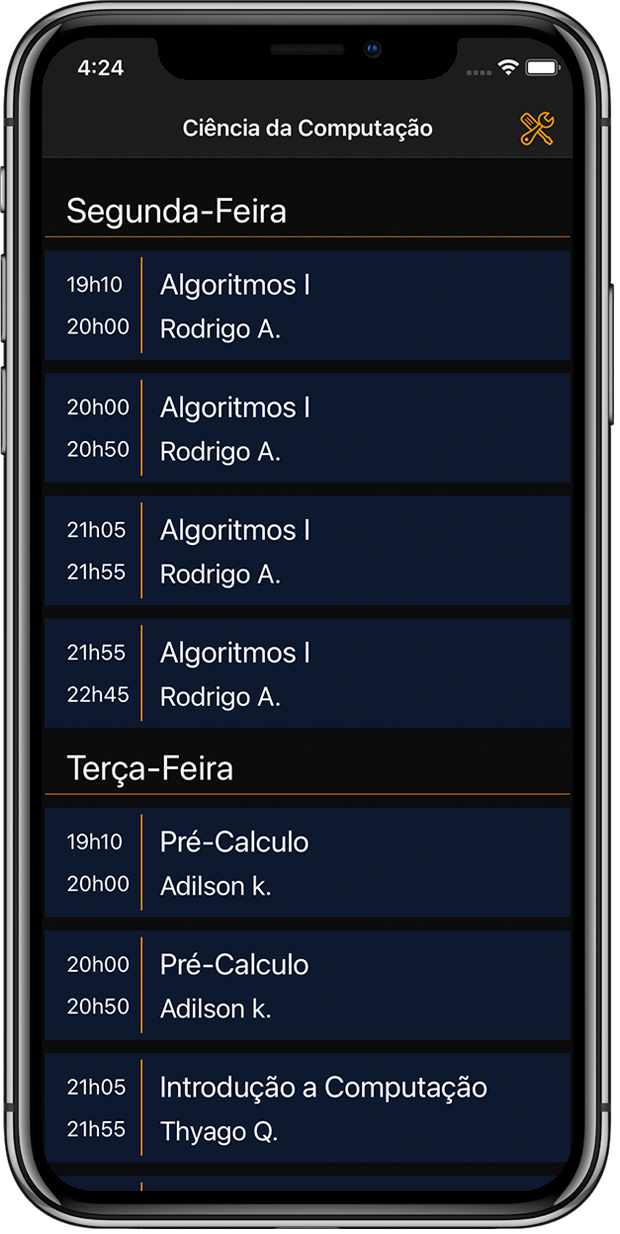 4:24
Ciência da Computação
Segunda-Feira
19h10 Algoritmos I
20h00 Rodrigo A.
20h00 Algoritmos I
20h50 Rodrigo A.
21h05 Algoritmos I
21h55 Rodrigo A.
21h55 Algoritmos I
22h45 Rodrigo A.
Terça-Feira
19h10 Pré-Calculo
20h00 Adilson k.
20h00 Pré-Calculo
20h50 Adilson k.
21h05 Introdução a Computação
21h55 Thyago Q.